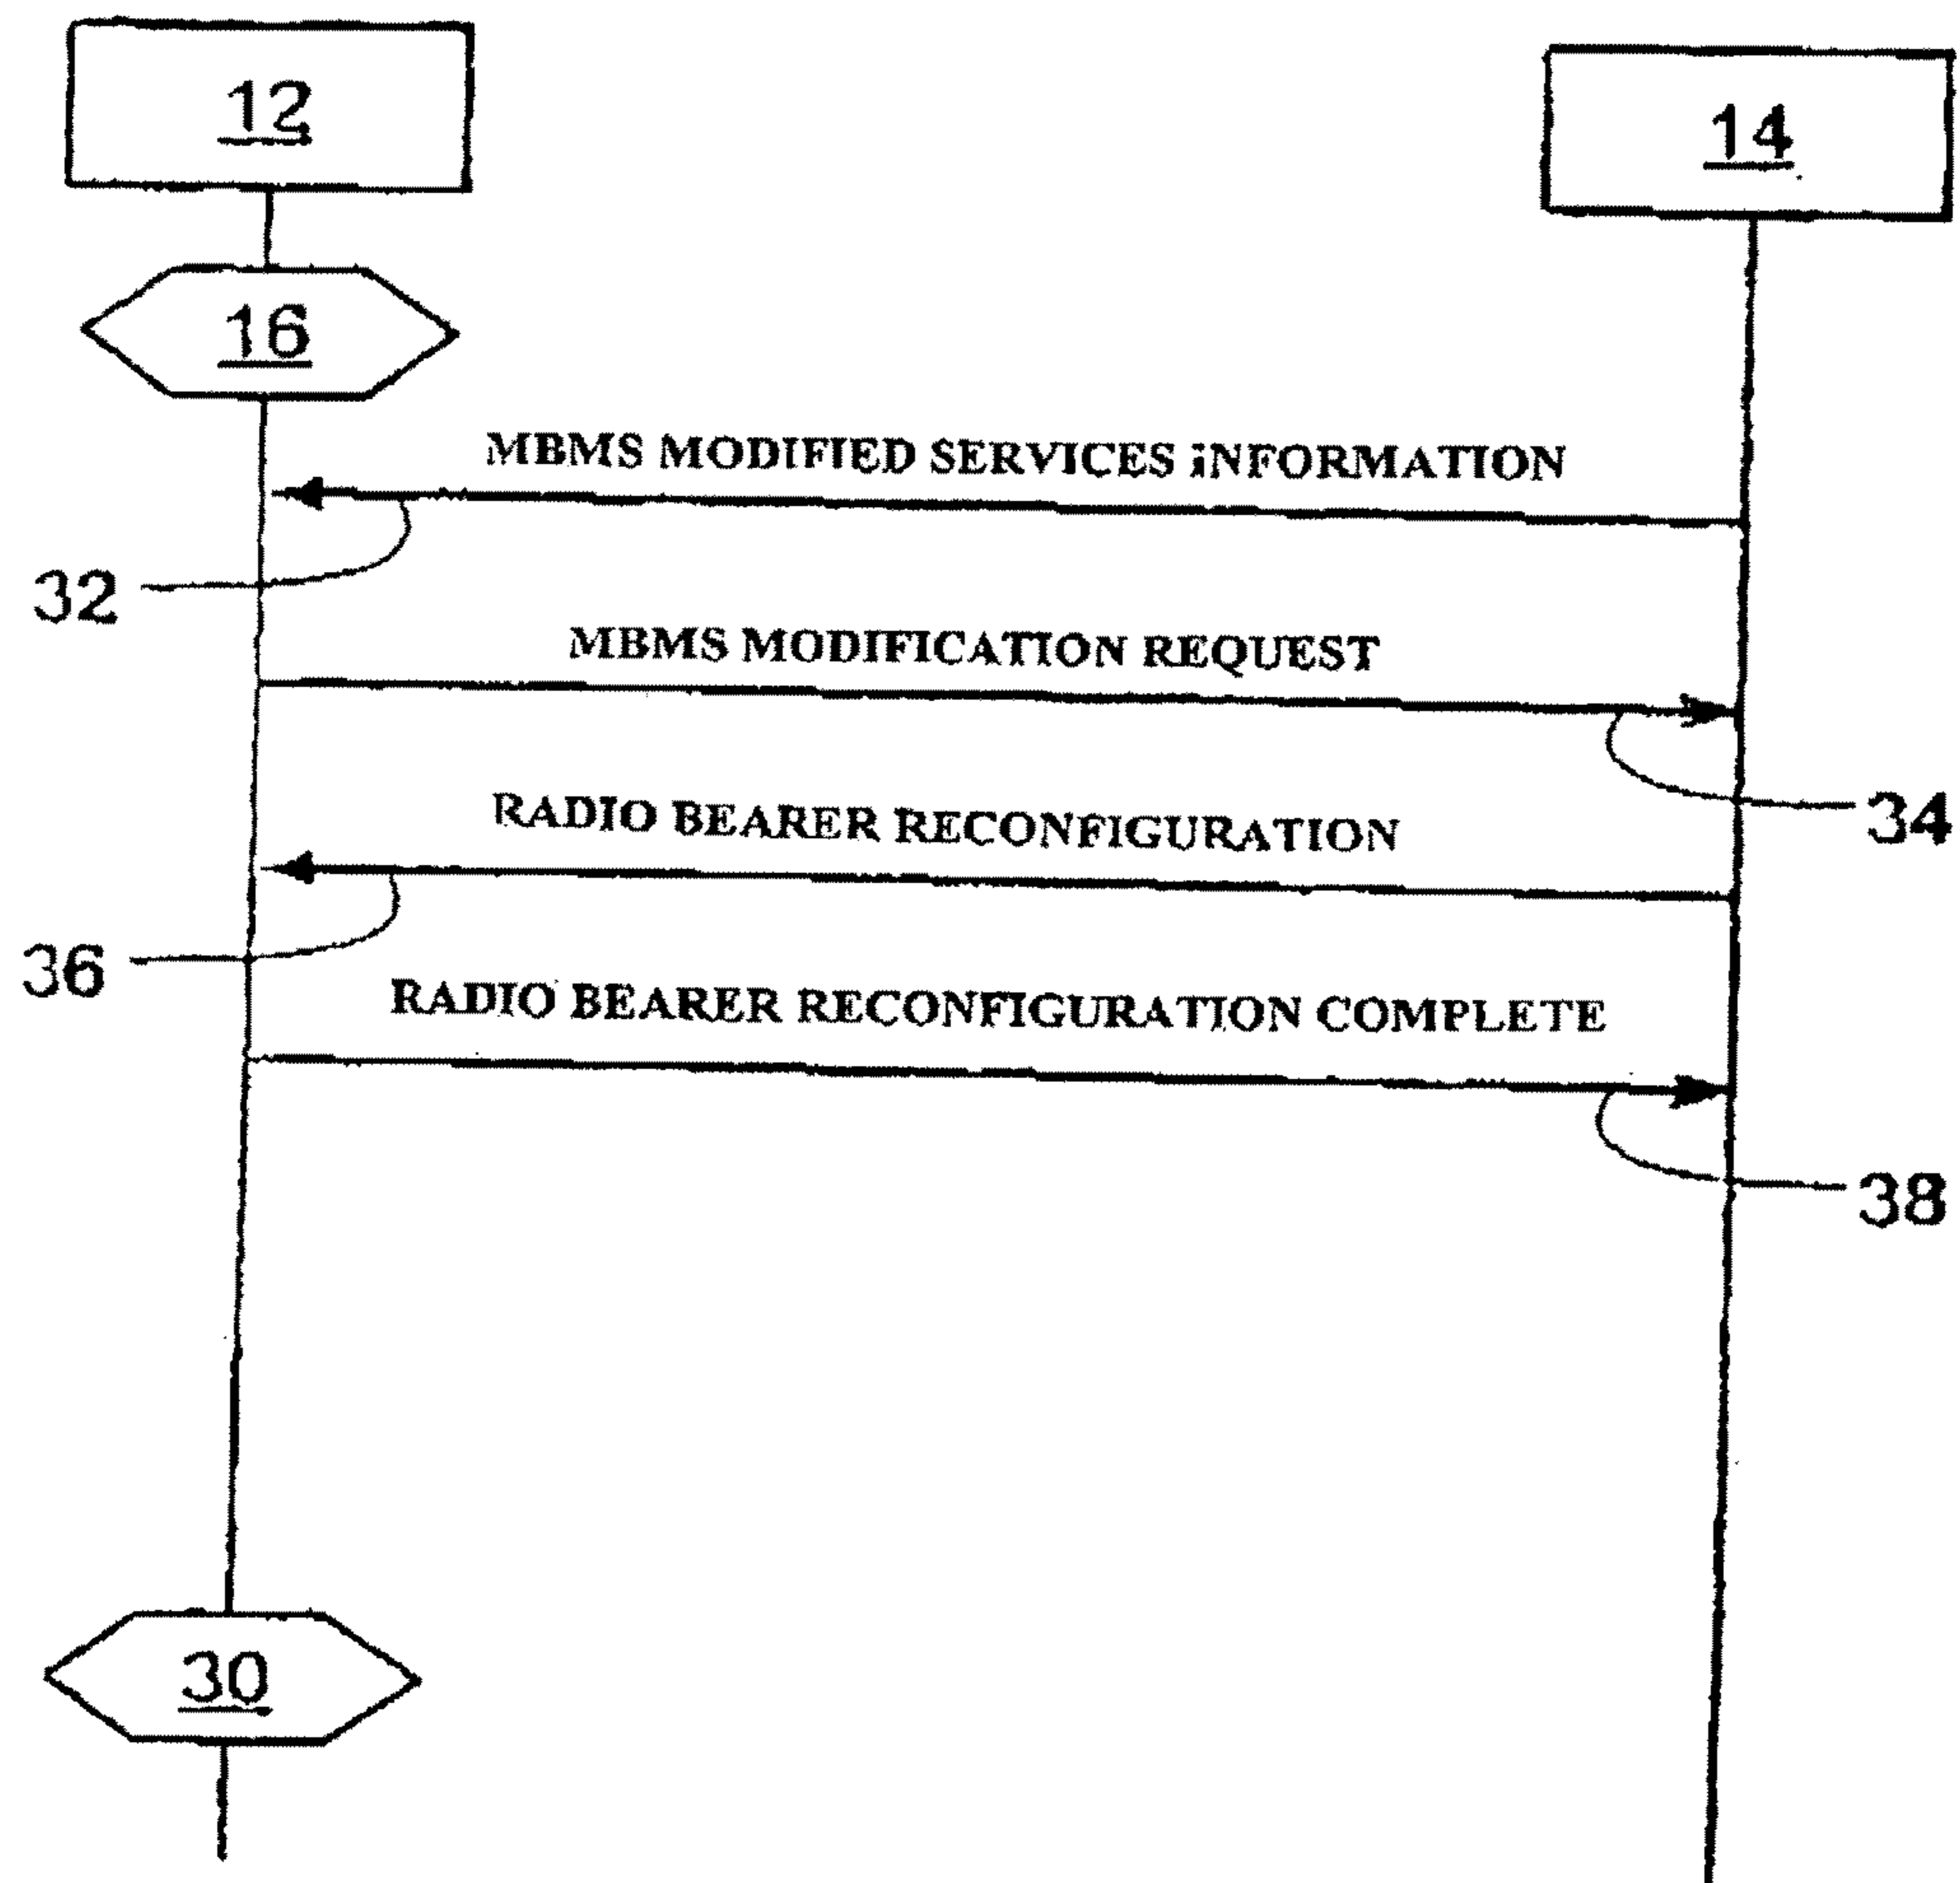 12
14
16
MBMS MODIFIED SERVICES INFORMATION
32
MBMS MODIFICATION REQUEST
34
RADIO BEARER RECONFIGURATION
36
RADIO BEARER RECONFIGURATION COMPLETE
38
30